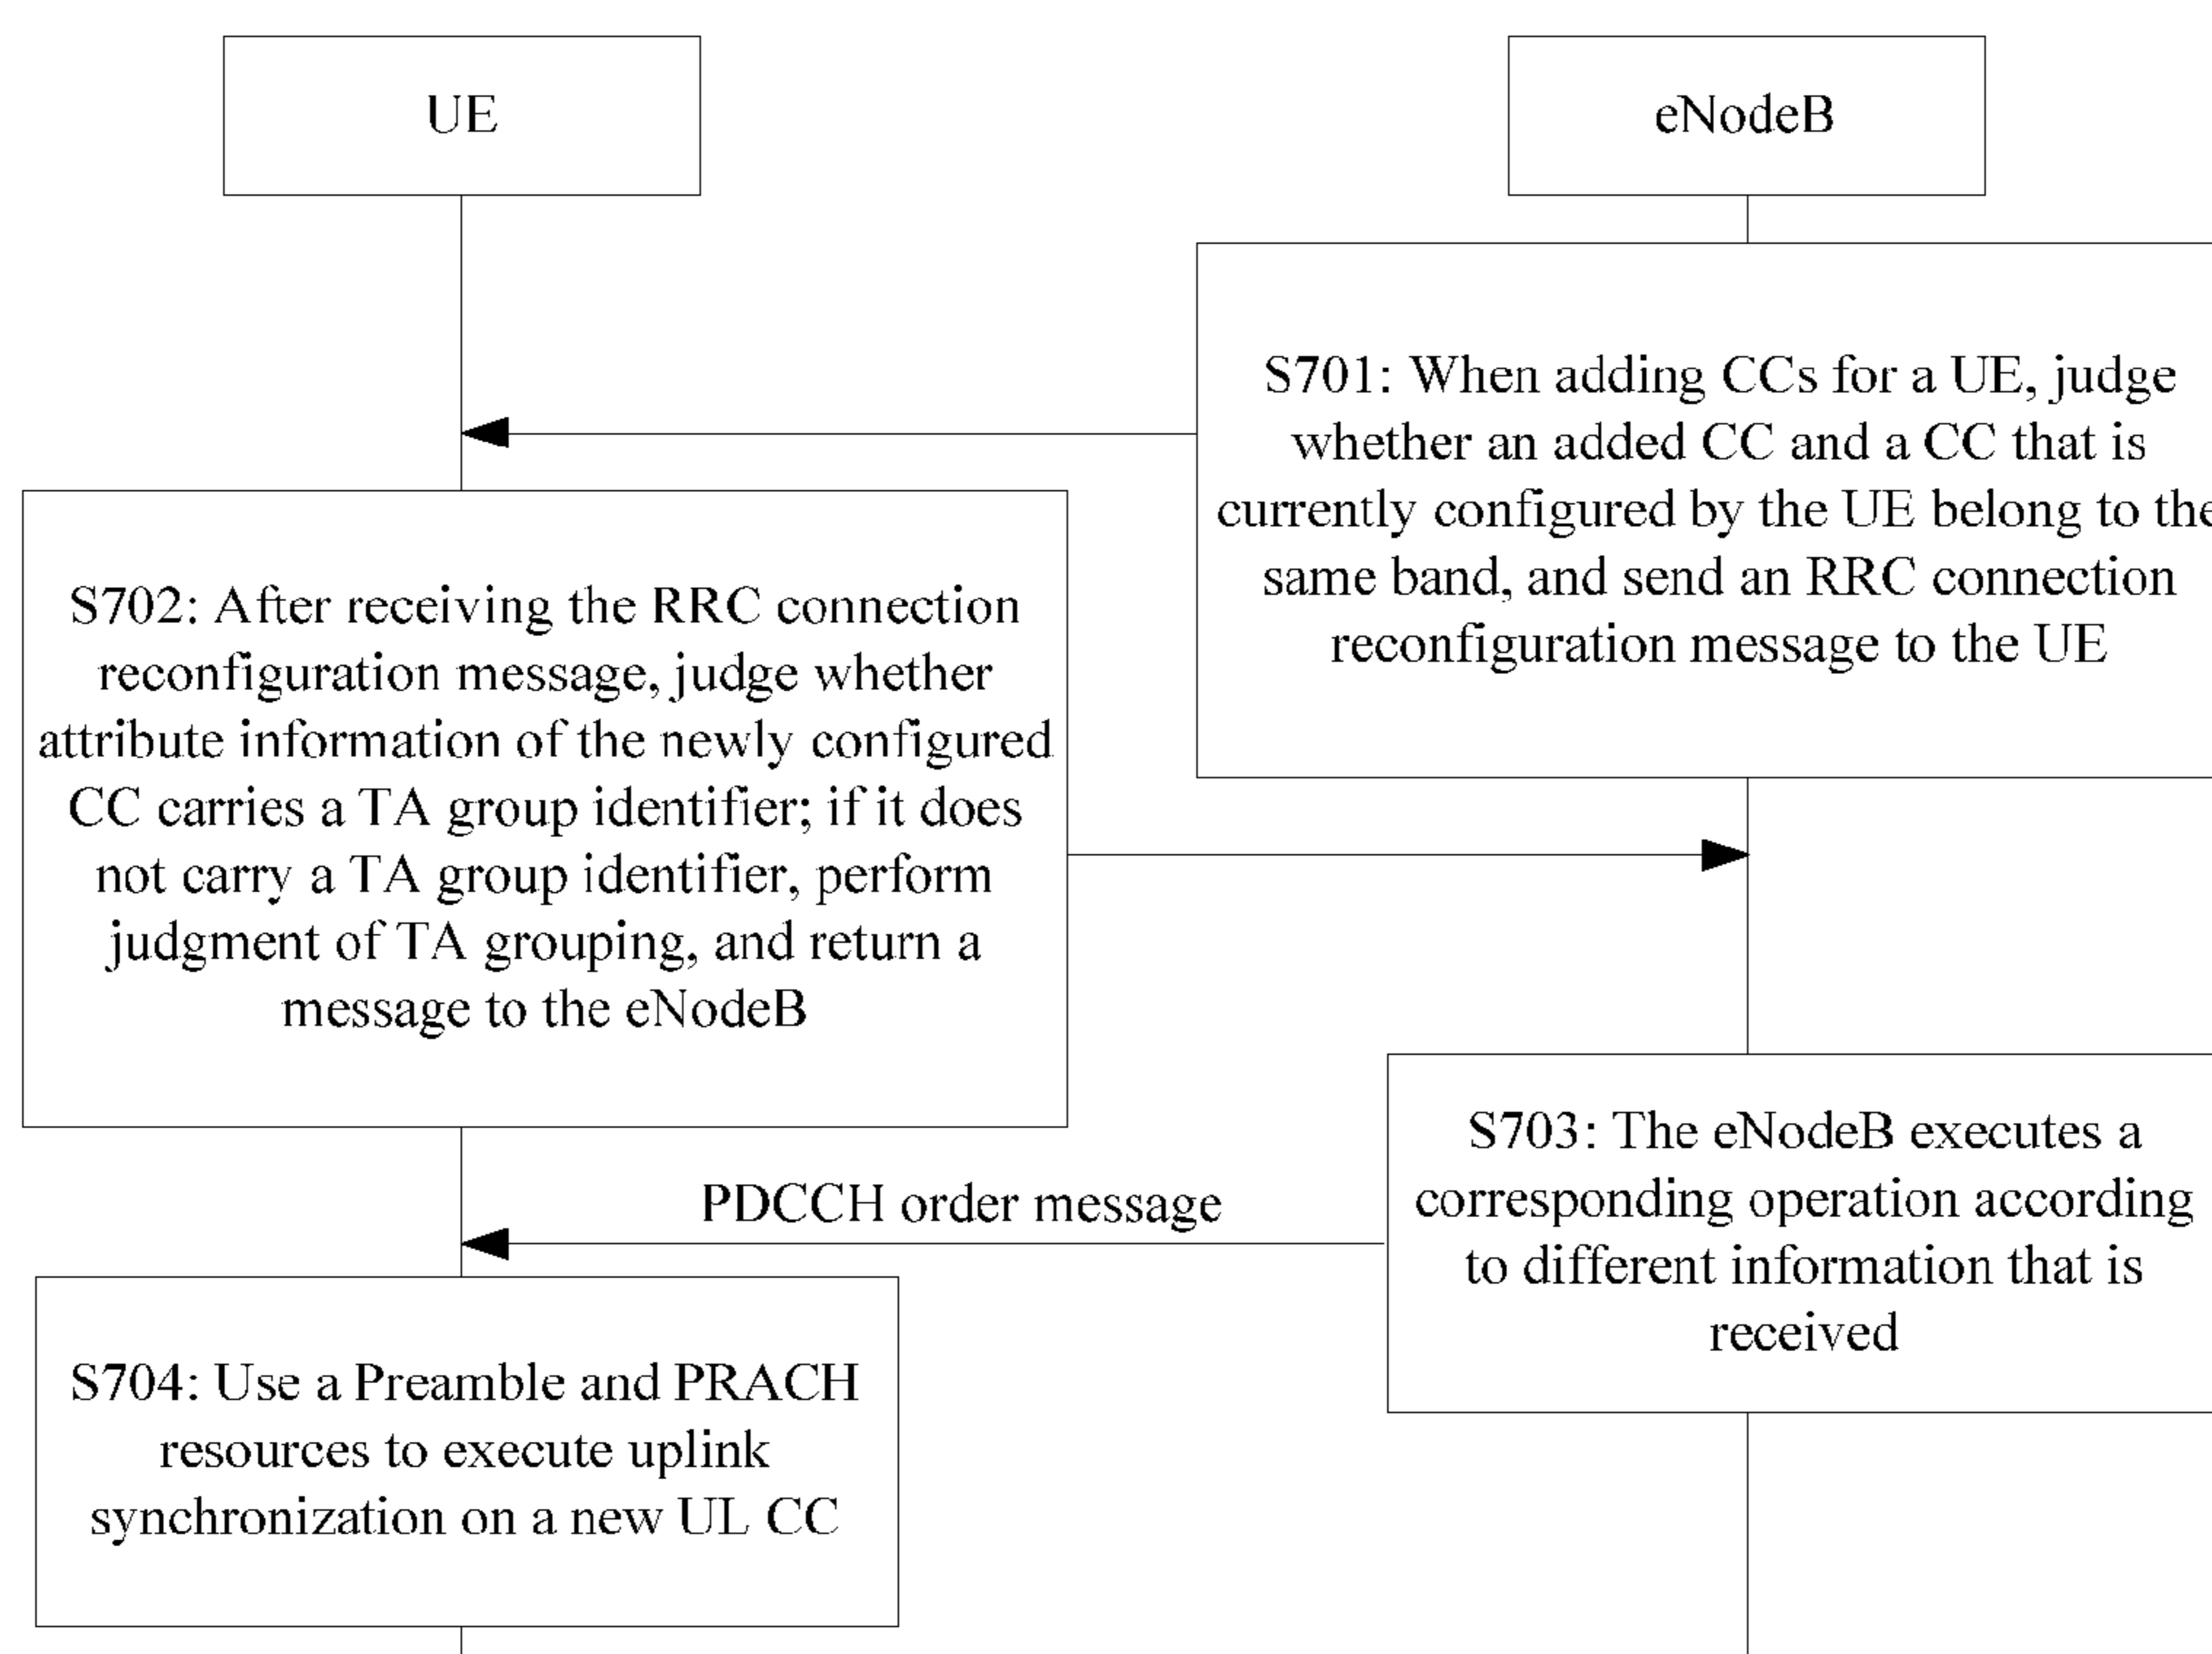 UE
eNodeB
S701: When adding CCs for a UE, judge
whether an added CC and a CC that is
currently configured by the UE belong to the
same band, and send an RRC connection
reconfiguration message to the UE
S702: After receiving the RRC connection
reconfiguration message, judge whether
attribute information of the newly configured
CC carries a TA group identifier; if it does
not carry a TA group identifier, perform
judgment of TA grouping, and return a
message to the eNodeB
S703: The eNodeB executes a
corresponding operation according
to different information that is
received
PDCCH order message
S704: Use a Preamble and PRACH
resources to execute uplink
synchronization on a new UL CC